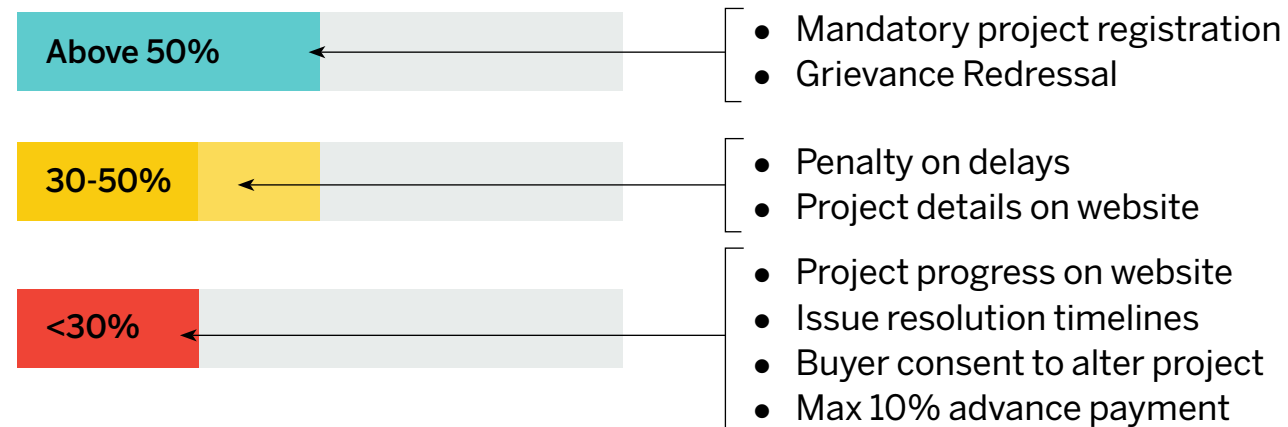 Above 50%
• Mandatory project registration
• Grievance Redressal
30-50%
• Penalty on delays
• Project details on website
<30%
• Project progress on website
• Issue resolution timelines
• Buyer consent to alter project
• Max 10% advance payment